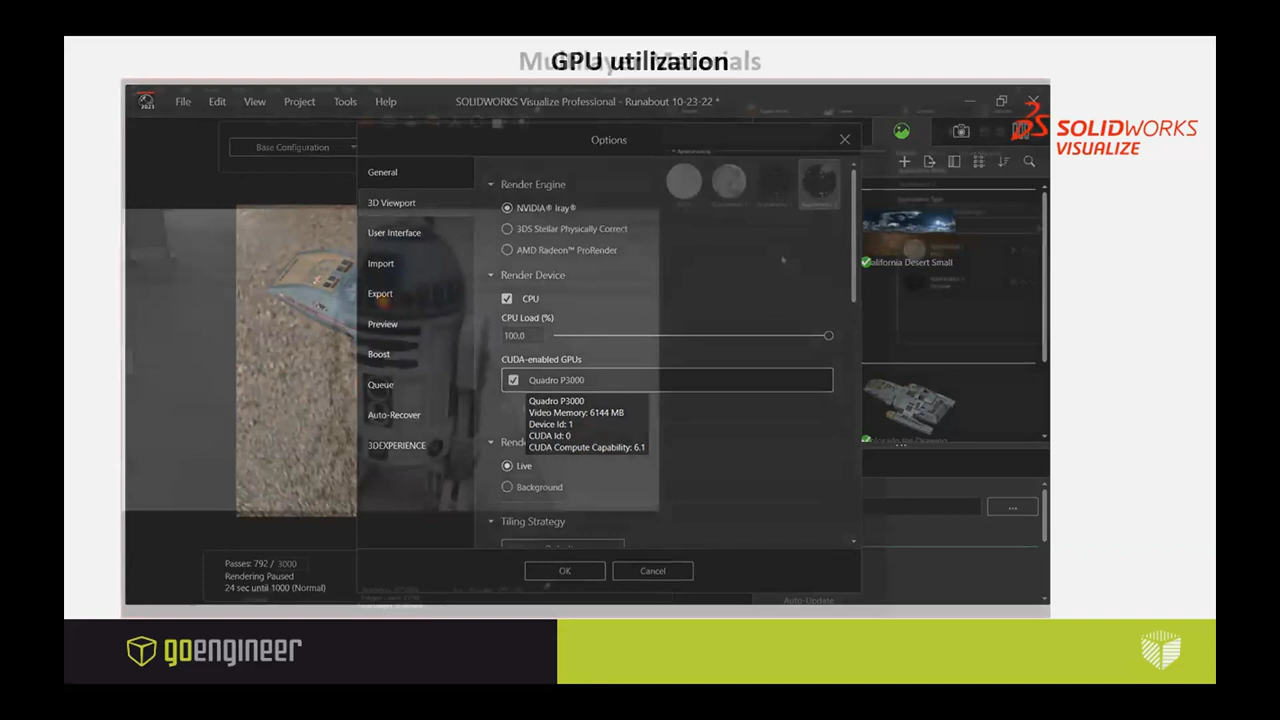 GPU utilization
2023
File Edit View Project Tools Help
SOLIDWORKS Visualize Professional - Runabout 10-23-22 *
SOLIDWORKS
VISUALIZE
Base Configuration
Options
General
3D Viewport
User Interface
Import
Export
Preview
Boost
Queue
Auto-Recover
3DEXPERIENCE
Render Engine
NVIDIA® Iray®
3DS Stellar Physically Correct
AMD Radeon™ ProRender
Render Device
CPU
CPU Load (%)
100.0
CUDA-enabled GPUs
Quadro P3000
Quadro P3000
Video Memory: 6144 MB
Device Id: 1
CUDA Id: 0
CUDA Compute Capability: 6.1
Live
Background
Tiling Strategy
OK Cancel
California Desert Small
...
Passes: 792 / 3000
Rendering Paused
24 sec until 1000 (Normal)
Auto-Update
goengineer